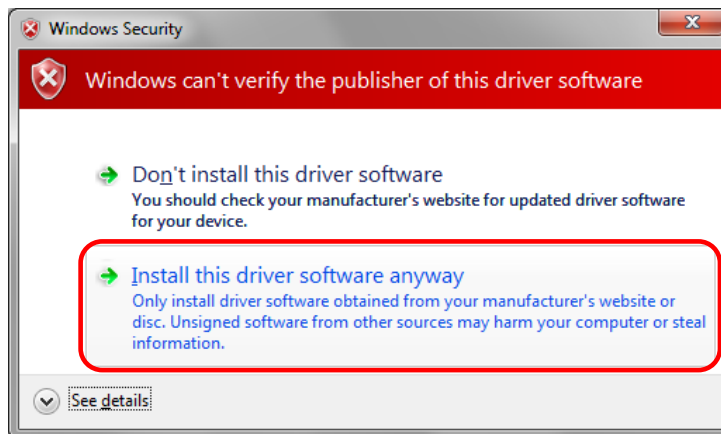 Windows Security
Windows can't verify the publisher of this driver software
Don't install this driver software
You should check your manufacturer's website for updated driver software
for your device.
Install this driver software anyway
Only install driver software obtained from your manufacturer's website or
disc. Unsigned software from other sources may harm your computer or steal
information.
See details